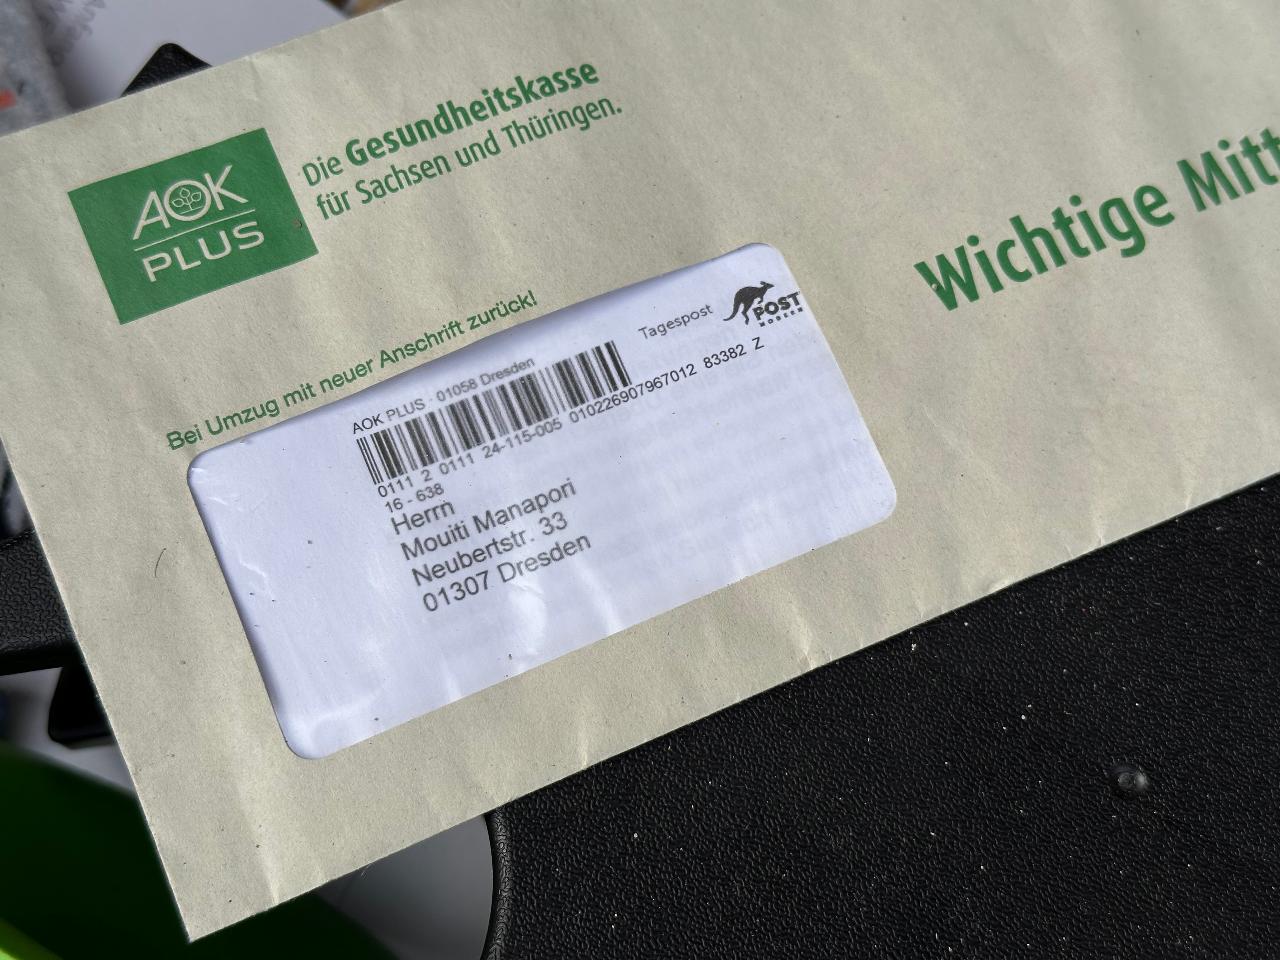 AOK
PLUS
Die Gesundheitskasse
für Sachsen und Thüringen.
Wichtige Mitt
Bei Umzug mit neuer Anschrift zurück!
Tagespost
POST
MODERN
AOK PLUS · 01058 Dresden
0111 2 0111 24-115-005 010226907967012 83382 Z
16 - 638
Herrn
Mouiti Manapori
Neubertstr. 33
01307 Dresden